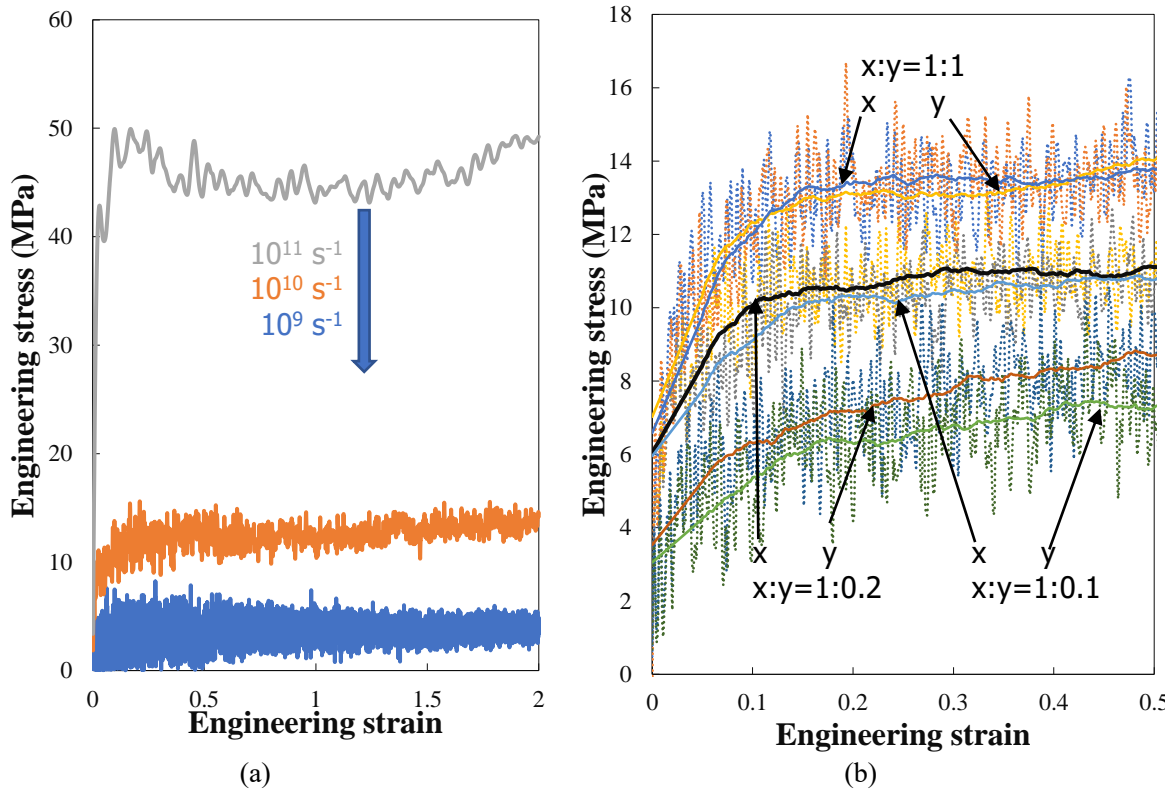 60
50
40
30
20
10
0
Engineering stress (MPa)
10¹¹ s⁻¹
10¹⁰ s⁻¹
10⁹ s⁻¹
0 0.5 1 1.5 2
Engineering strain
(a)
18
16
14
12
10
8
6
4
2
0
Engineering stress (MPa)
x:y=1:1
x y
x y x y
x:y=1:0.2 x:y=1:0.1
0 0.1 0.2 0.3 0.4 0.5
Engineering strain
(b)